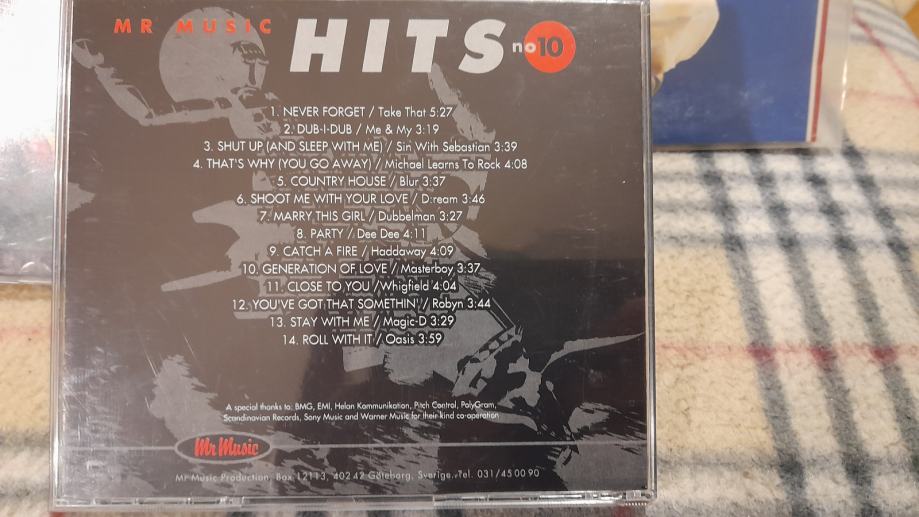 MR MUSIC
HITS no 10
1. NEVER FORGET / Take That 5:27
2. DUB-I-DUB / Me & My 3:19
3. SHUT UP (AND SLEEP WITH ME) / Sin With Sebastian 3:39
4. THAT'S WHY (YOU GO AWAY) / Michael Learns To Rock 4:08
5. COUNTRY HOUSE / Blur 3:37
6. SHOOT ME WITH YOUR LOVE / D:ream 3:46
7. MARRY THIS GIRL / Dubbelman 3:27
8. PARTY / Dee Dee 4:11
9. CATCH A FIRE / Haddaway 4:09
10. GENERATION OF LOVE / Masterboy 3:37
11. CLOSE TO YOU / Whigfield 4:04
12. YOU'VE GOT THAT SOMETHIN' / Robyn 3:44
13. STAY WITH ME / Magic-D 3:29
14. ROLL WITH IT / Oasis 3:59
A special thanks to: BMG, EMI, Helan Kommunikation, Pitch Control, PolyGram,
Scandinavian Records, Sony Music and Warner Music for their kind co-operation
Mr Music
Mr Music Production, Box 12113, 402 42 Göteborg, Sverige. Tel. 031/45 00 90